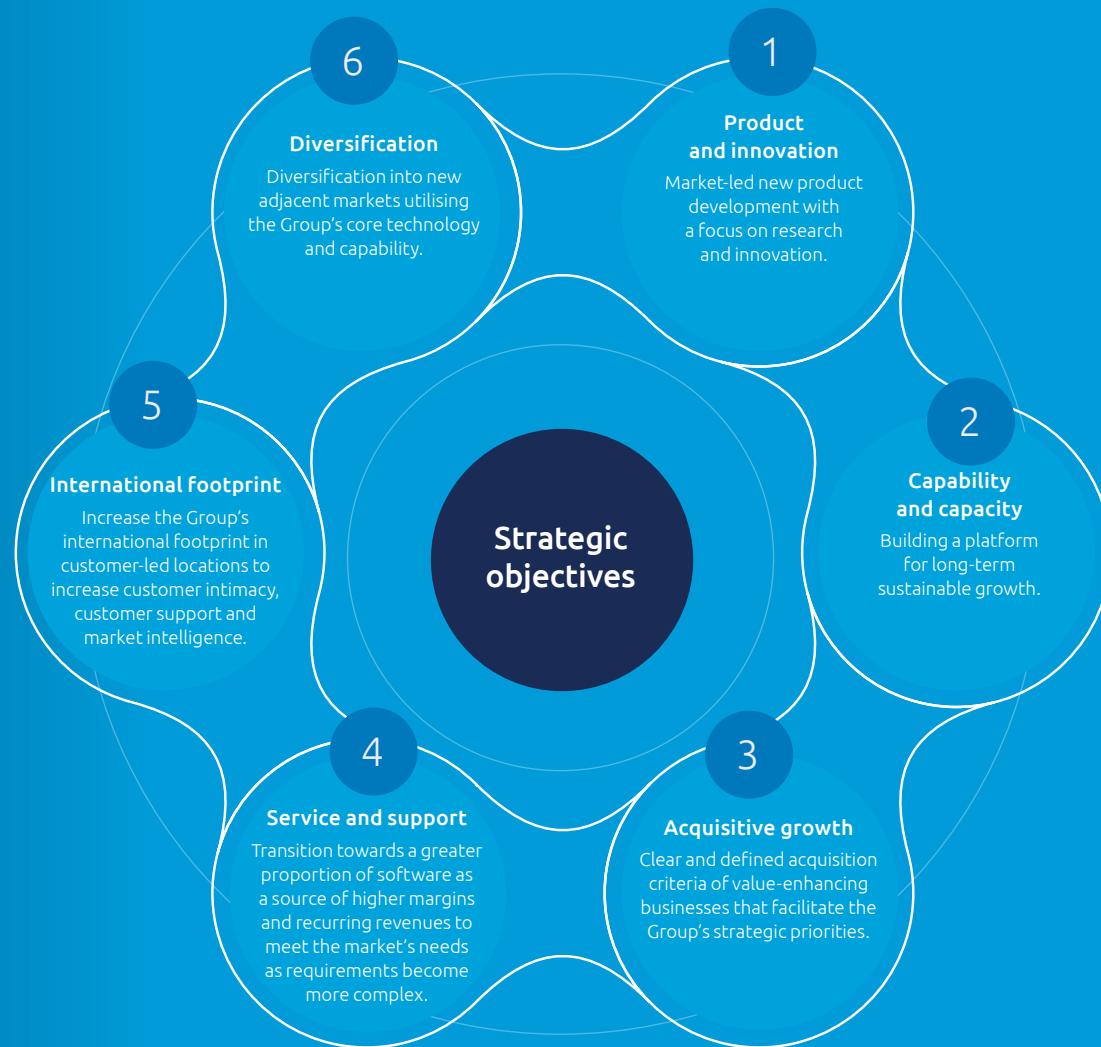 Strategic
objectives
1
Product
and innovation
Market-led new product
development with
a focus on research
and innovation.
2
Capability
and capacity
Building a platform
for long-term
sustainable growth.
3
Acquisitive growth
Clear and defined acquisition
criteria of value-enhancing
businesses that facilitate the
Group's strategic priorities.
4
Service and support
Transition towards a greater
proportion of software as
a source of higher margins
and recurring revenues to
meet the market's needs
as requirements become
more complex.
5
International footprint
Increase the Group's
international footprint in
customer-led locations to
increase customer intimacy,
customer support and
market intelligence.
6
Diversification
Diversification into new
adjacent markets utilising
the Group's core technology
and capability.